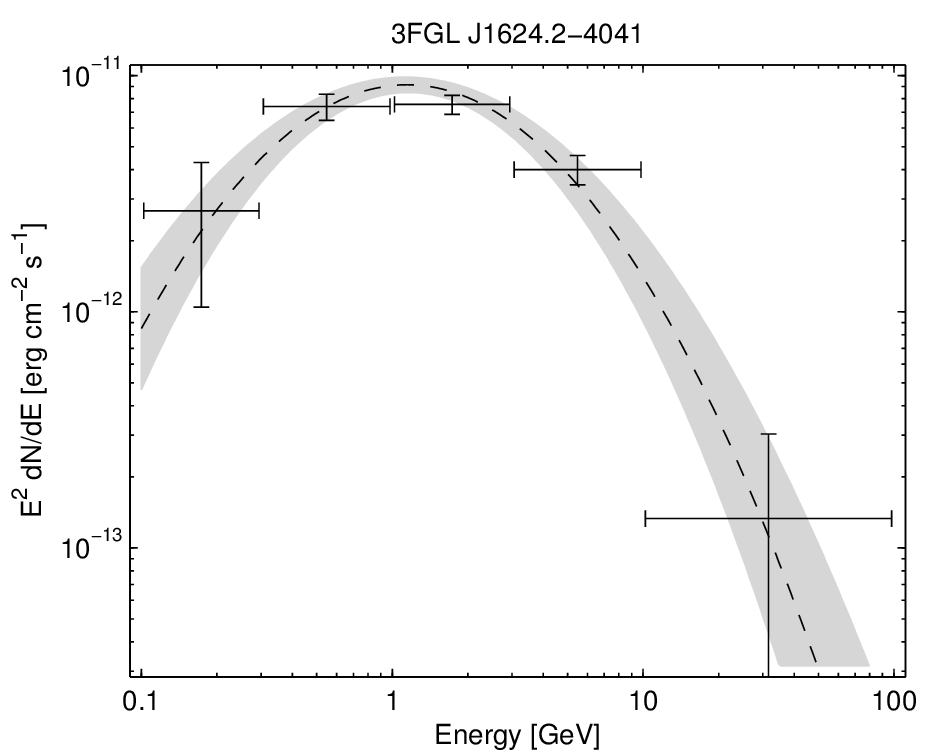 3FGL J1624.2−4041
10⁻¹¹
10⁻¹²
10⁻¹³
E² dN/dE [erg cm⁻² s⁻¹]
0.1 1 10 100
Energy [GeV]